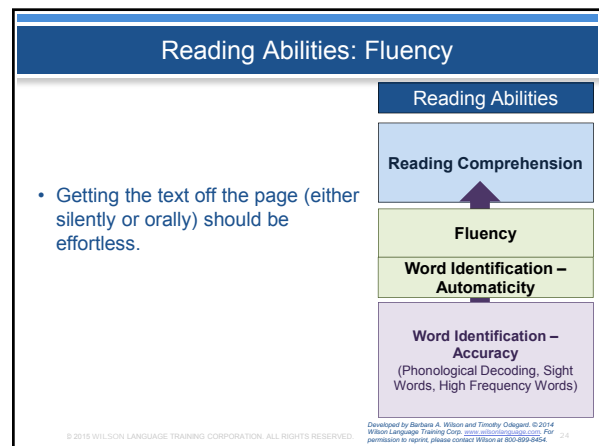 Reading Abilities: Fluency
Reading Abilities
Reading Comprehension
• Getting the text off the page (either
silently or orally) should be
effortless.
Fluency
Word Identification –
Automaticity
Word Identification –
Accuracy
(Phonological Decoding, Sight
Words, High Frequency Words)
© 2015 WILSON LANGUAGE TRAINING CORPORATION. ALL RIGHTS RESERVED.
Developed by Barbara A. Wilson and Timothy Odegard. ©2014
Wilson Language Training Corp. www.wilsonlanguage.com. For
permission to reprint, please contact Wilson at 800-899-8454.
24